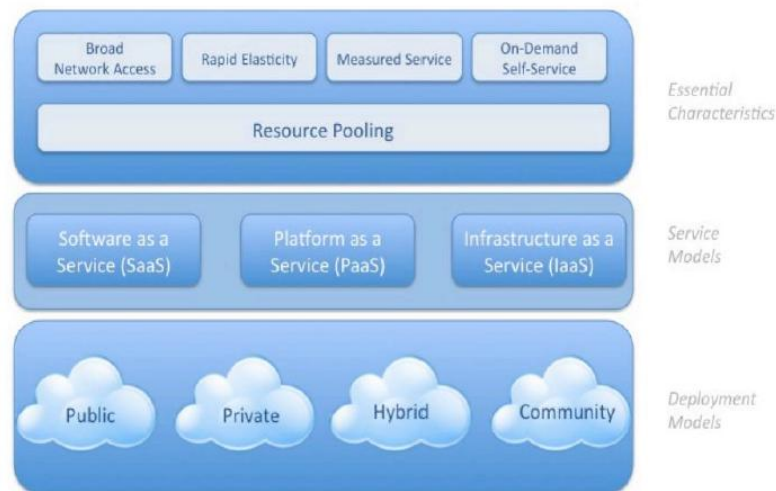 Broad
Network Access
Rapid Elasticity
Measured Service
On-Demand
Self-Service
Resource Pooling
Essential
Characteristics
Software as a
Service (SaaS)
Platform as a
Service (PaaS)
Infrastructure as a
Service (IaaS)
Service
Models
Public
Private
Hybrid
Community
Deployment
Models